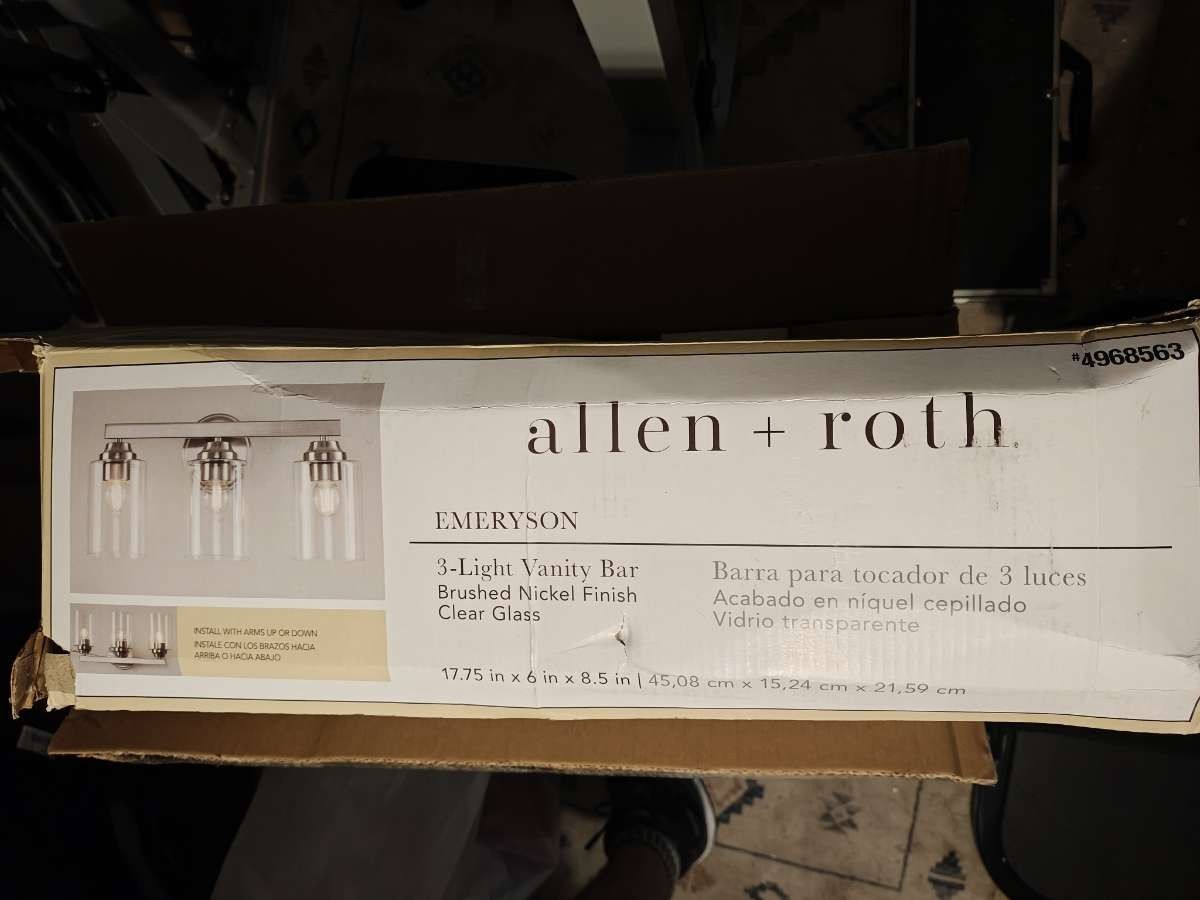 #4968563
allen + roth®
EMERYSON
3-Light Vanity Bar
Brushed Nickel Finish
Clear Glass
Barra para tocador de 3 luces
Acabado en níquel cepillado
Vidrio transparente
INSTALL WITH ARMS UP OR DOWN
INSTALE CON LOS BRAZOS HACIA
ARRIBA O HACIA ABAJO
17.75 in x 6 in x 8.5 in | 45,08 cm x 15,24 cm x 21,59 cm